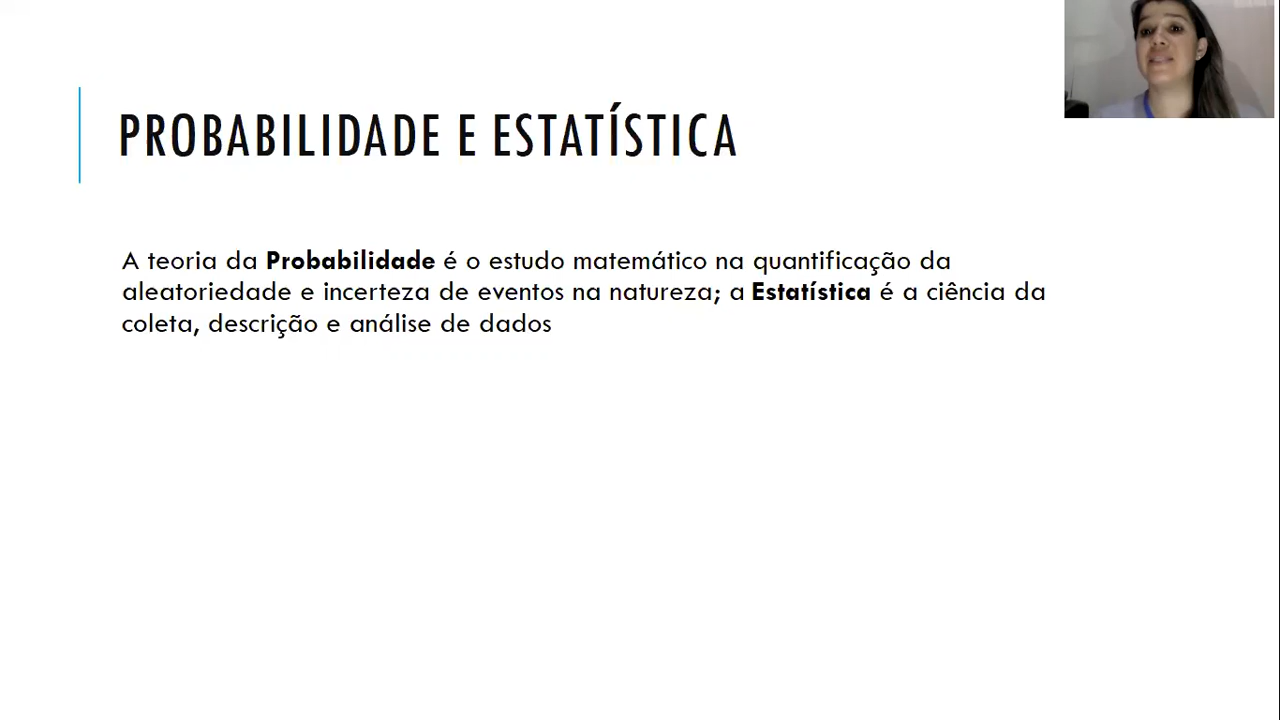 PROBABILIDADE E ESTATÍSTICA
A teoria da Probabilidade é o estudo matemático na quantificação da
aleatoriedade e incerteza de eventos na natureza; a Estatística é a ciência da
coleta, descrição e análise de dados